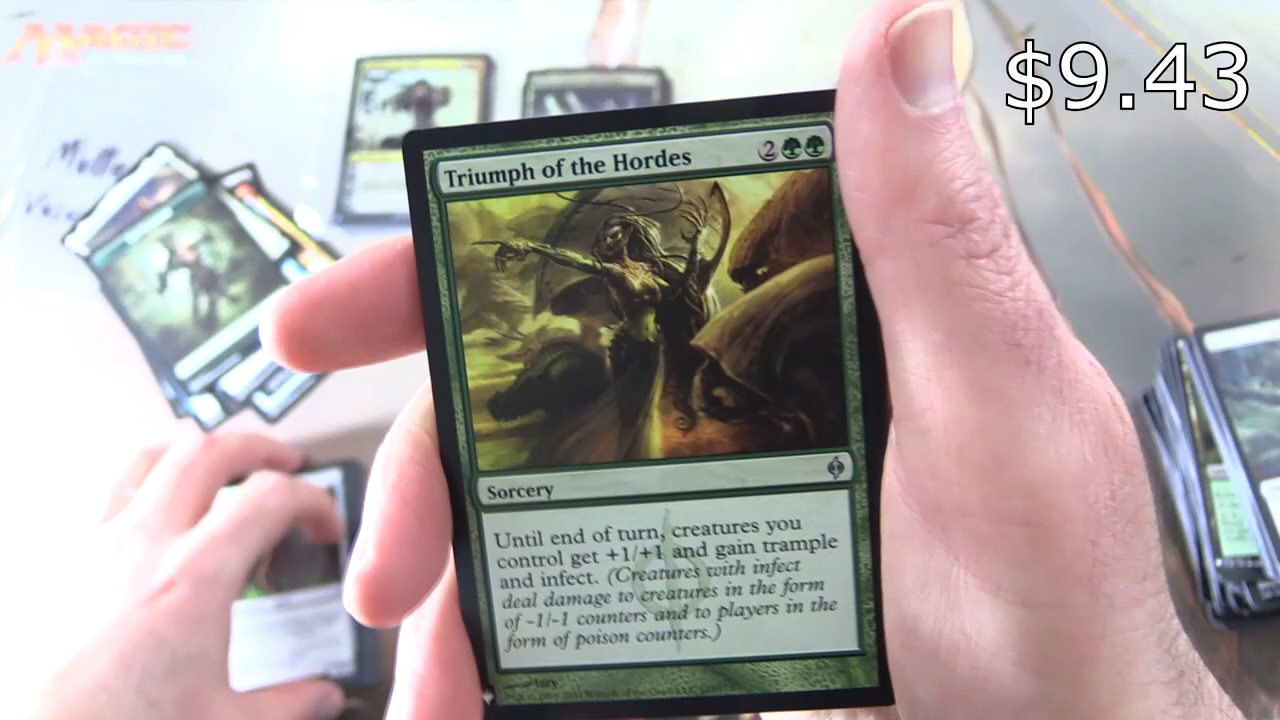 MAGIC
$9.43
Triumph of the Hordes 2
Sorcery
Until end of turn, creatures you
control get +1/+1 and gain trample
and infect. (Creatures with infect
deal damage to creatures in the form
of -1/-1 counters and to players in the
form of poison counters.)